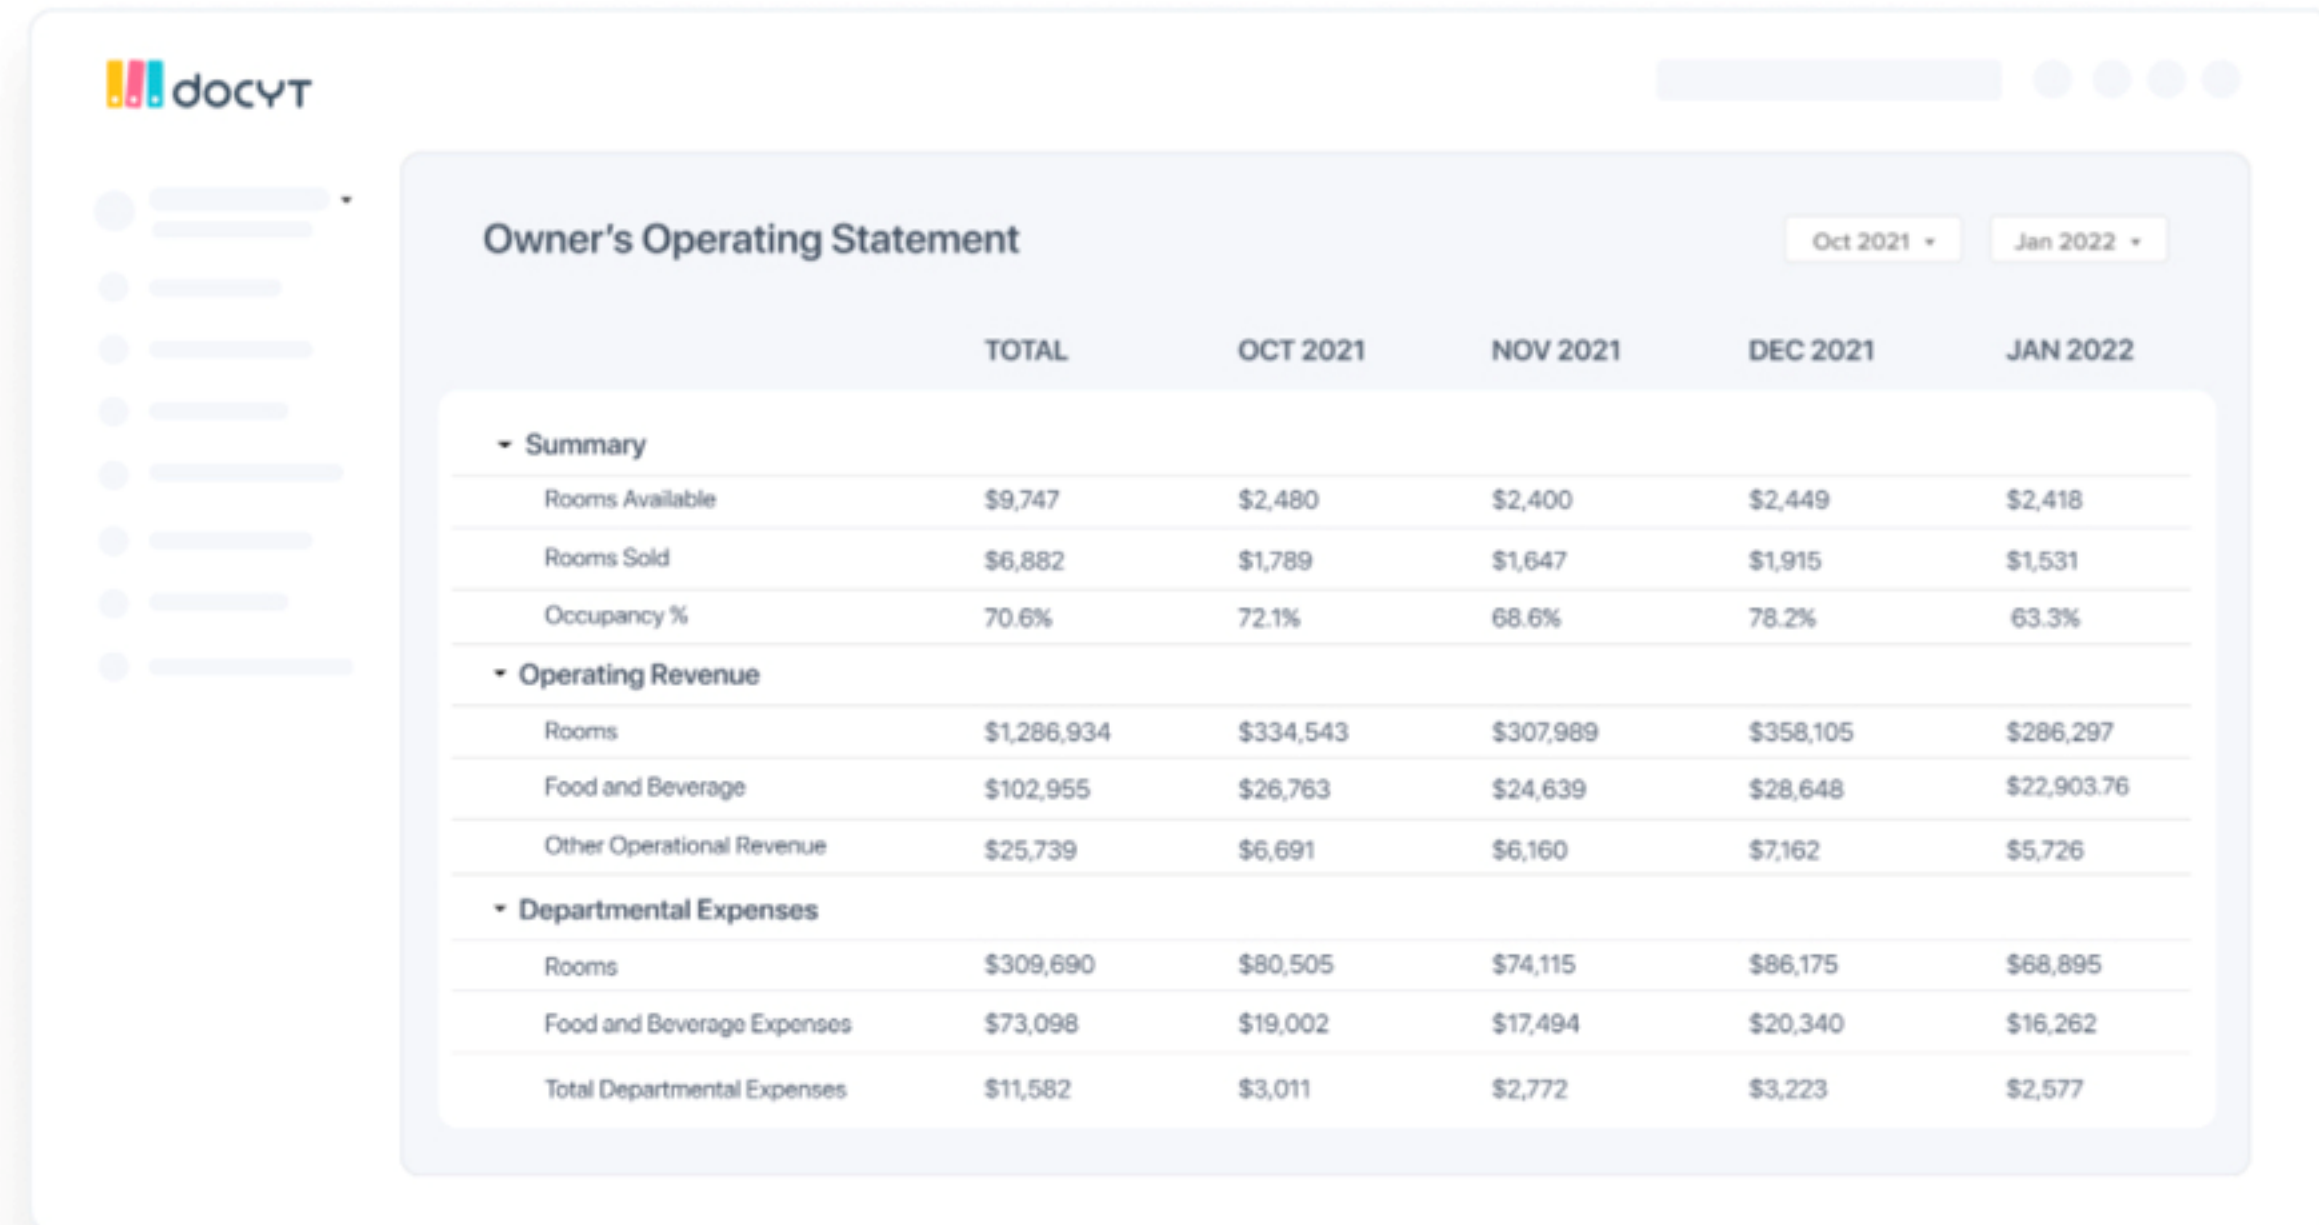 docyt
Owner's Operating Statement
Oct 2021
Jan 2022
TOTAL OCT 2021 NOV 2021 DEC 2021 JAN 2022
Summary
Rooms Available $9,747 $2,480 $2,400 $2,449 $2,418
Rooms Sold $6,882 $1,789 $1,647 $1,915 $1,531
Occupancy % 70.6% 72.1% 68.6% 78.2% 63.3%
Operating Revenue
Rooms $1,286,934 $334,543 $307,989 $358,105 $286,297
Food and Beverage $102,955 $26,763 $24,639 $28,648 $22,903.76
Other Operational Revenue $25,739 $6,691 $6,160 $7,162 $5,726
Departmental Expenses
Rooms $309,690 $80,505 $74,115 $86,175 $68,895
Food and Beverage Expenses $73,098 $19,002 $17,494 $20,340 $16,262
Total Departmental Expenses $11,582 $3,011 $2,772 $3,223 $2,577